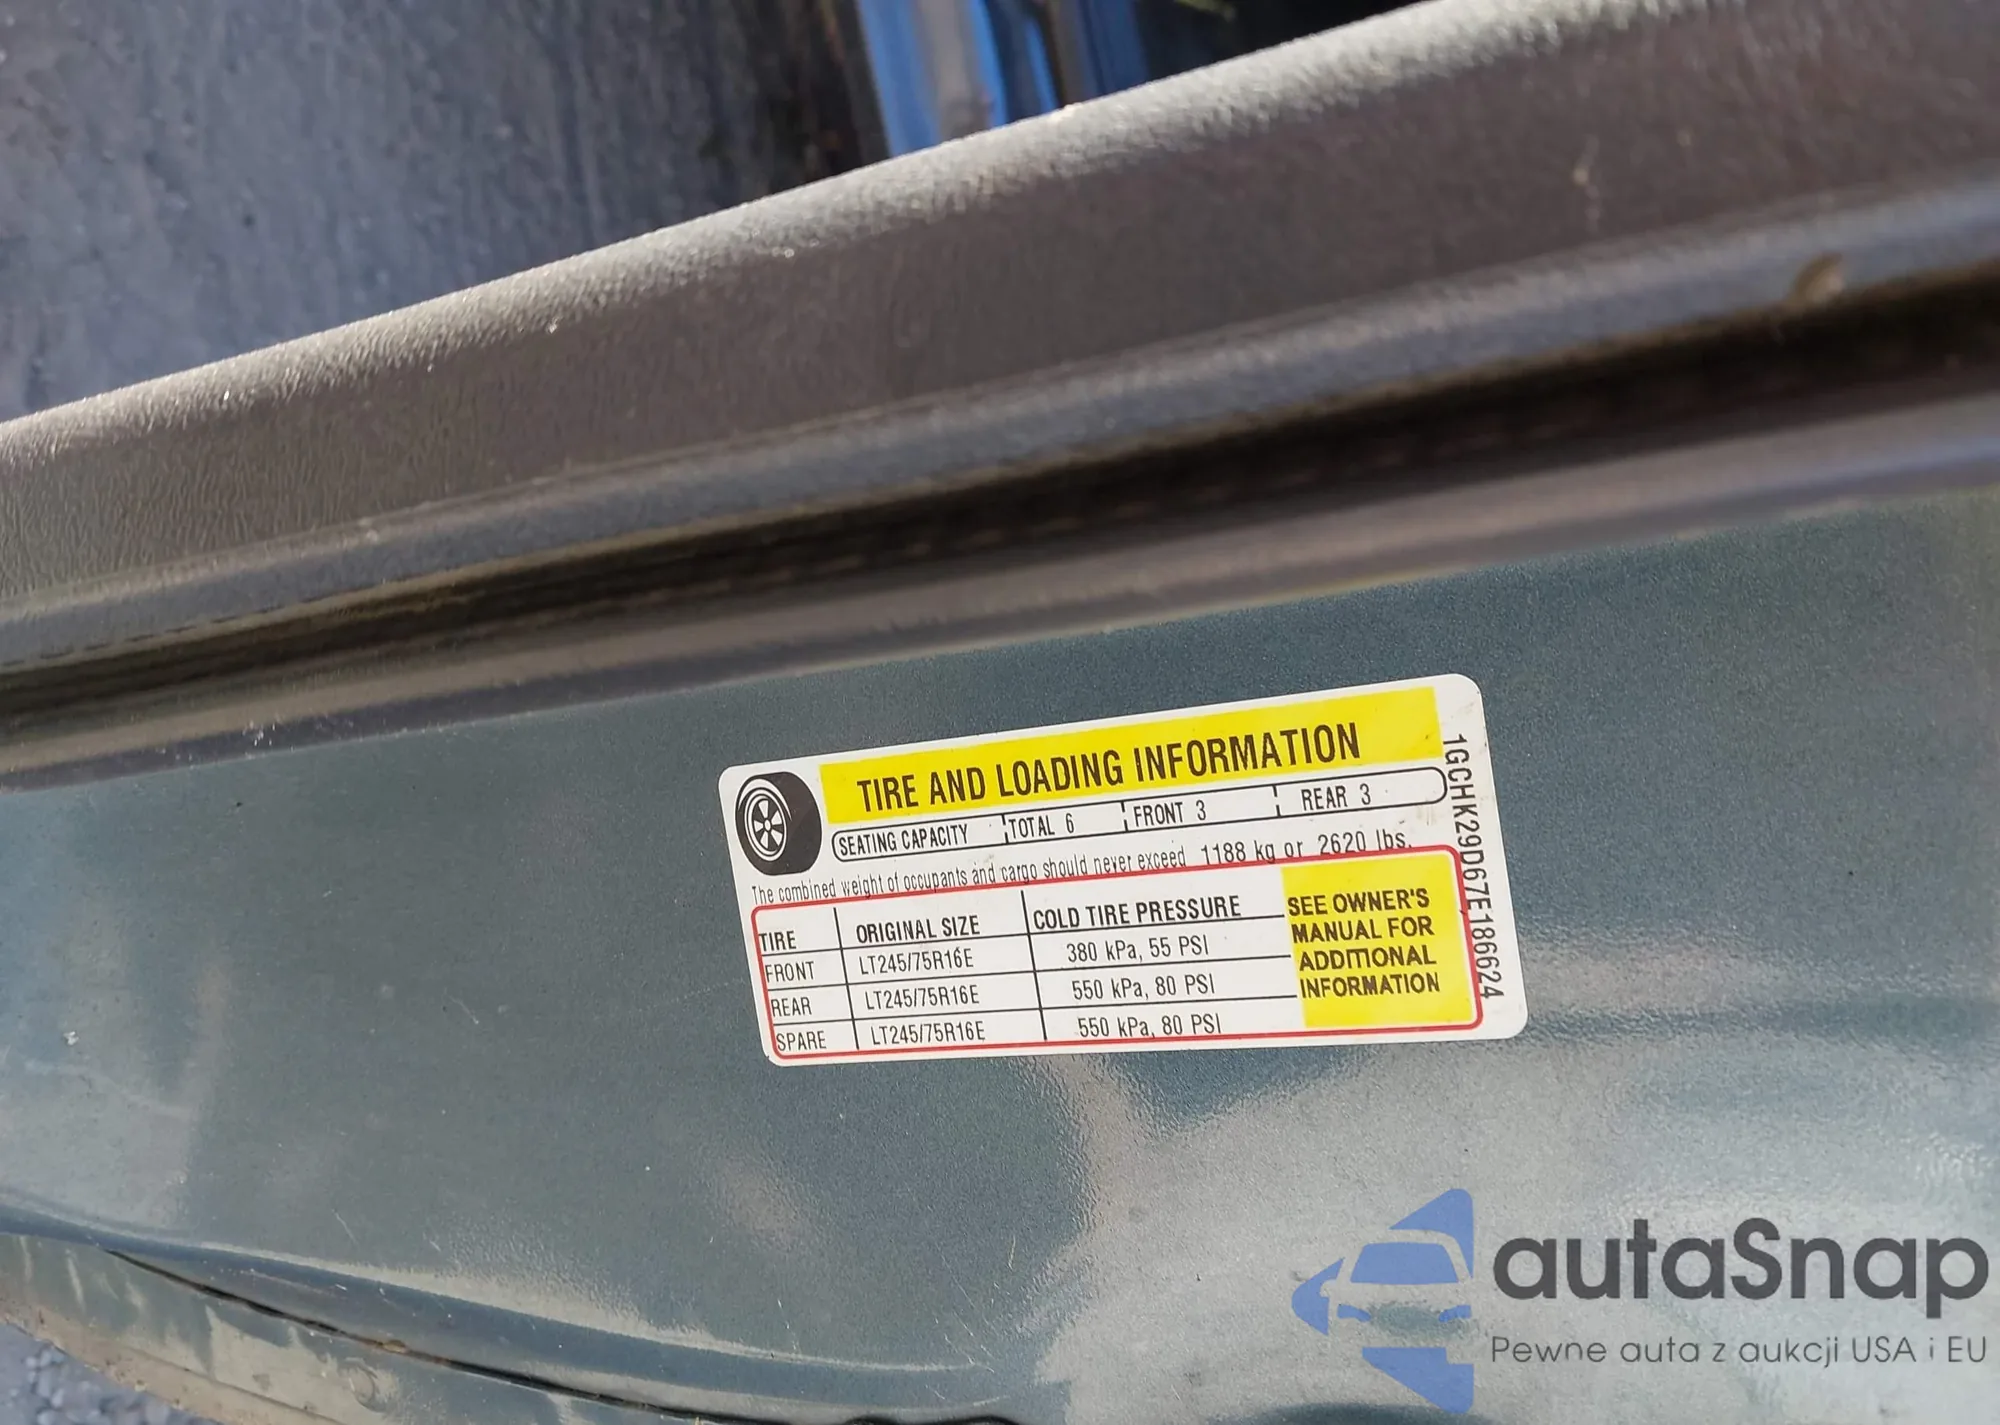 TIRE AND LOADING INFORMATION
SEATING CAPACITY TOTAL 6 FRONT 3 REAR 3
The combined weight of occupants and cargo should never exceed 1188 kg or 2620 lbs.
TIRE ORIGINAL SIZE COLD TIRE PRESSURE
FRONT LT245/75R16E 380 kPa, 55 PSI
REAR LT245/75R16E 550 kPa, 80 PSI
SPARE LT245/75R16E 550 kPa, 80 PSI
SEE OWNER'S
MANUAL FOR
ADDITIONAL
INFORMATION
1GCHK29D67E186624
autaSnap
Pewne auta z aukcji USA i EU